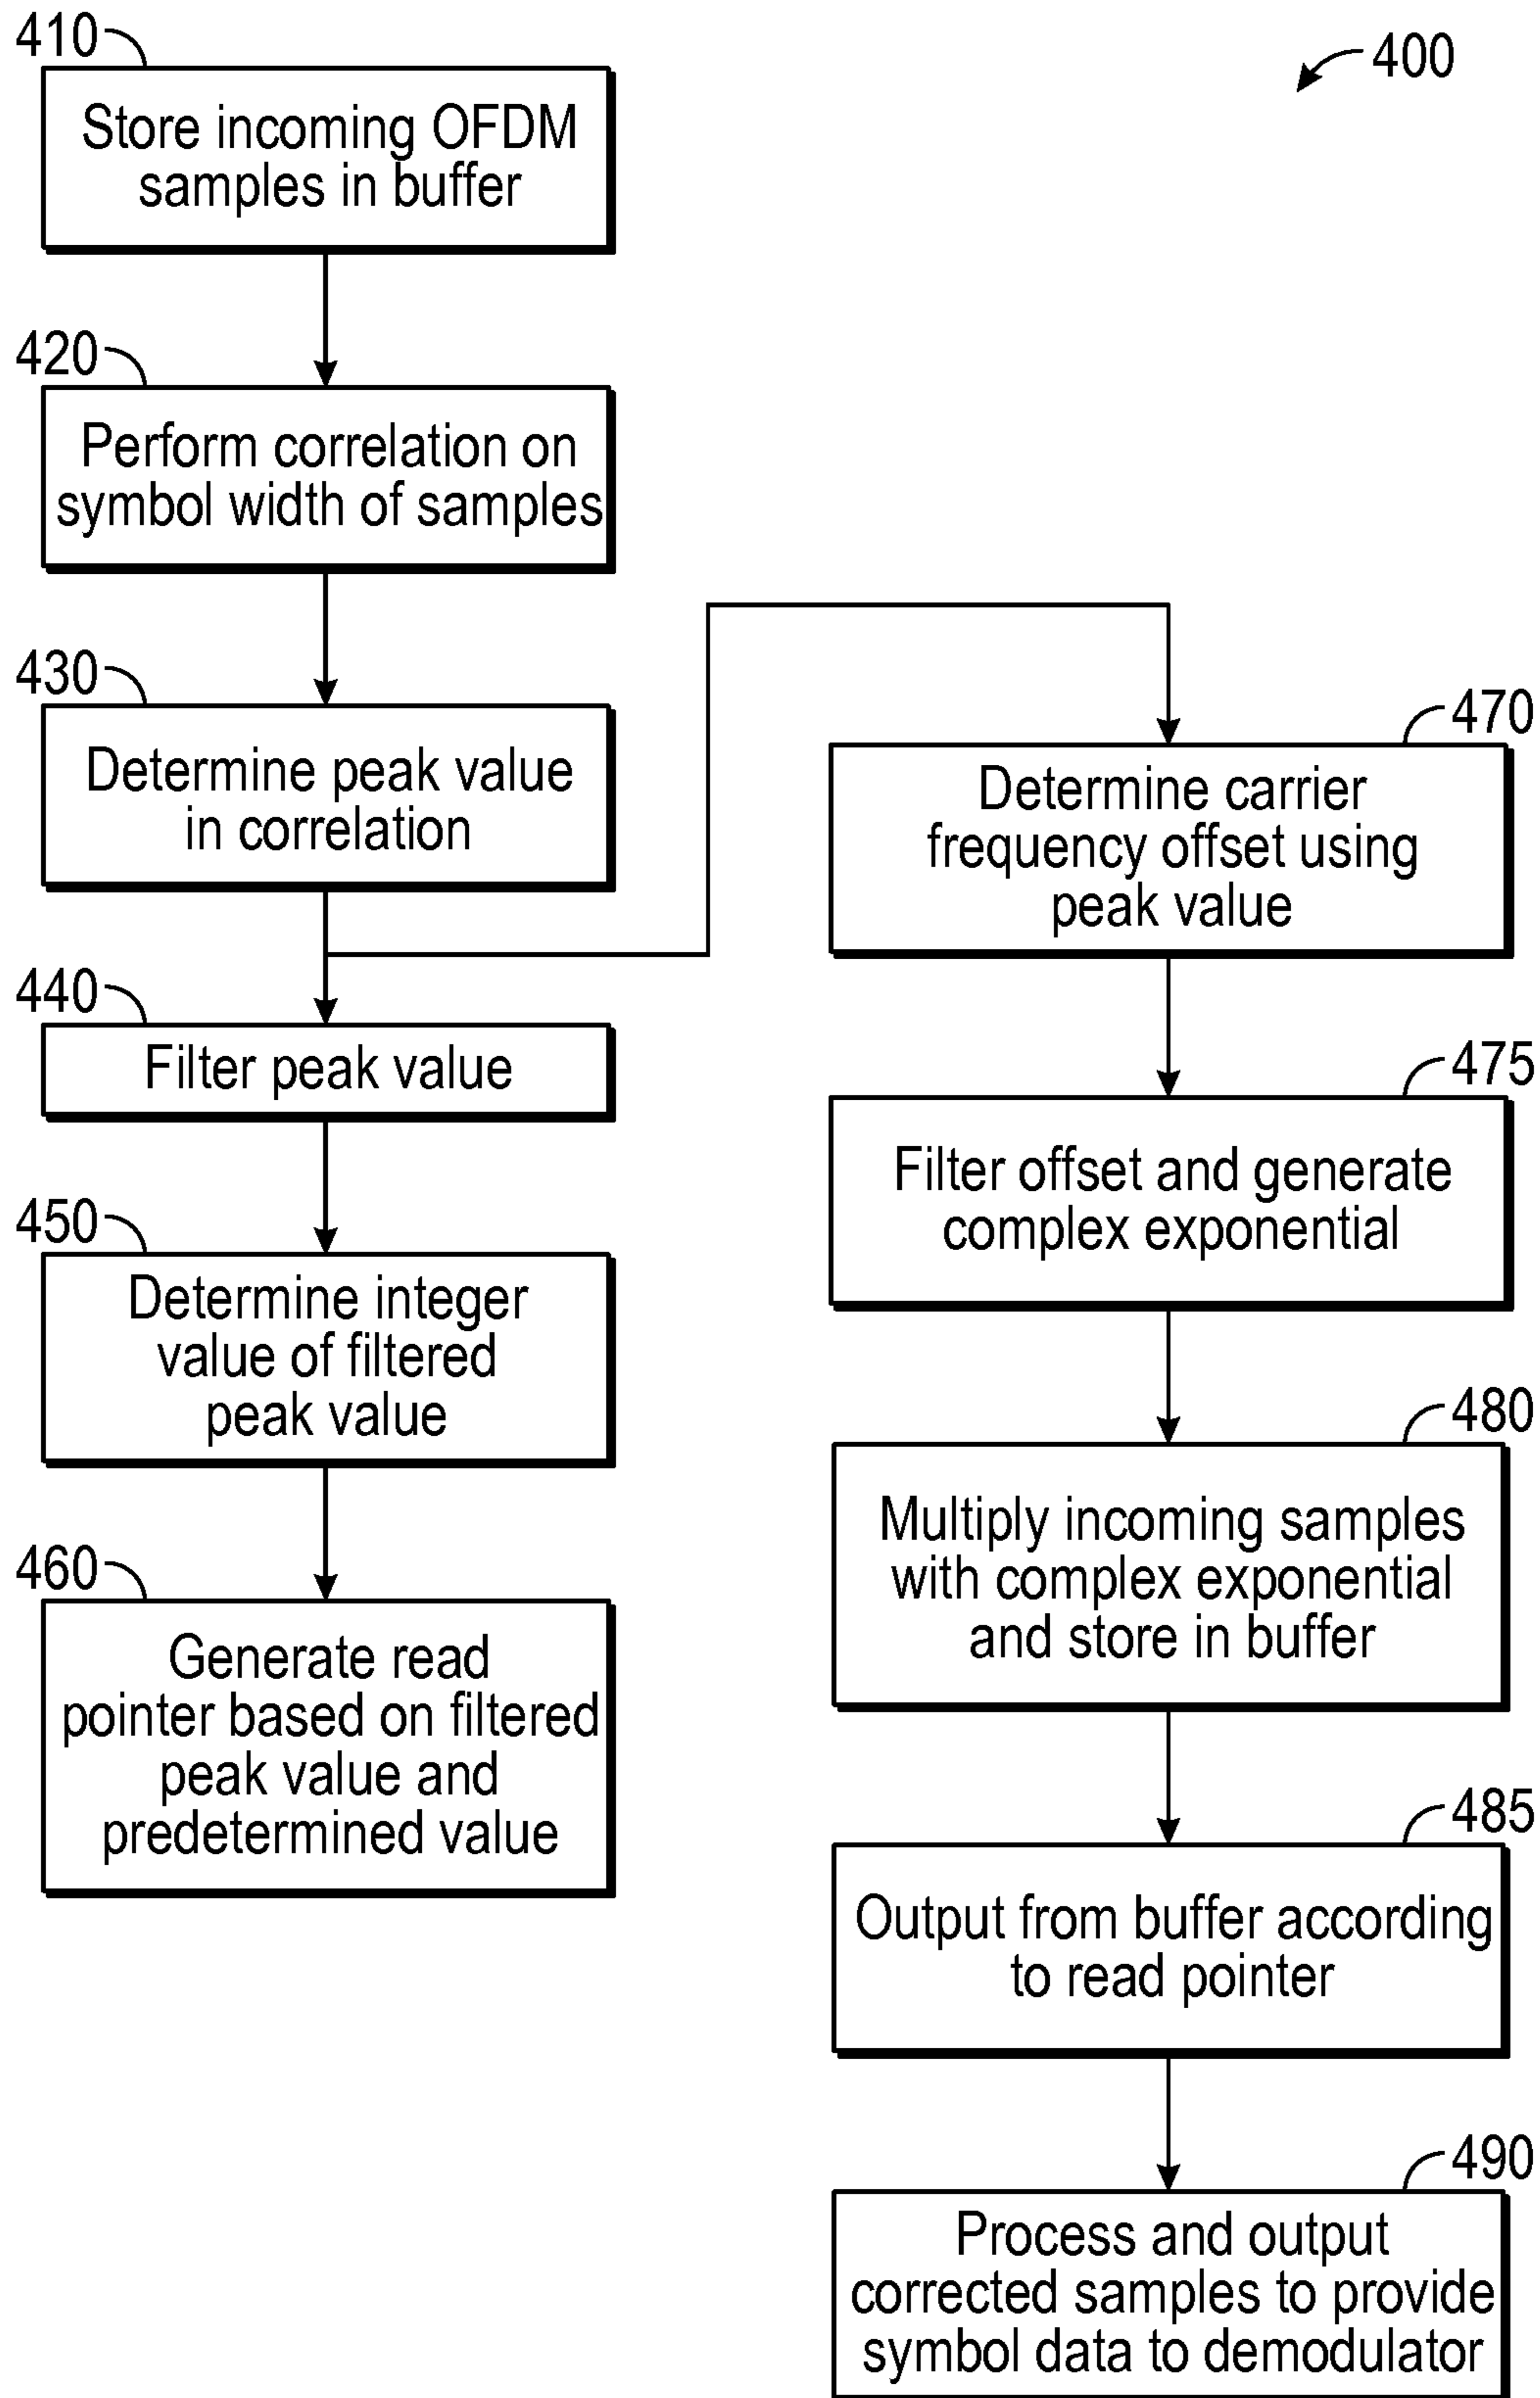 400
410
Store incoming OFDM
samples in buffer
420
Perform correlation on
symbol width of samples
430
Determine peak value
in correlation
440
Filter peak value
450
Determine integer
value of filtered
peak value
460
Generate read
pointer based on filtered
peak value and
predetermined value
470
Determine carrier
frequency offset using
peak value
475
Filter offset and generate
complex exponential
480
Multiply incoming samples
with complex exponential
and store in buffer
485
Output from buffer according
to read pointer
490
Process and output
corrected samples to provide
symbol data to demodulator